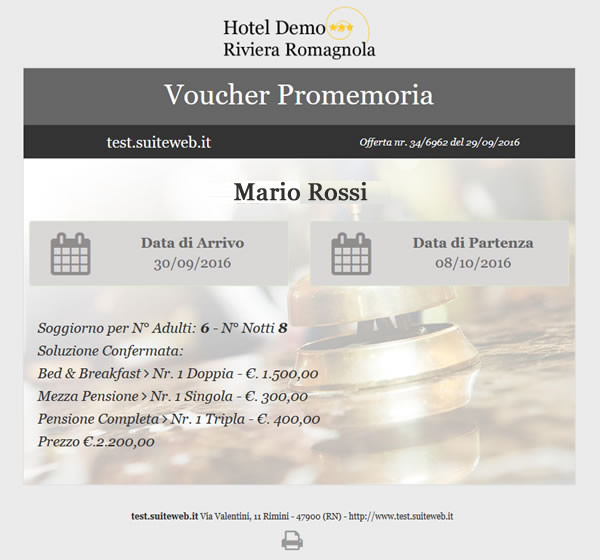 Hotel Demo
Riviera Romagnola
Voucher Promemoria
test.suiteweb.it
Offerta nr. 34/6962 del 29/09/2016
Mario Rossi
Data di Arrivo
30/09/2016
Data di Partenza
08/10/2016
Soggiorno per N° Adulti: 6 - N° Notti 8
Soluzione Confermata:
Bed & Breakfast > Nr. 1 Doppia - €. 1.500,00
Mezza Pensione > Nr. 1 Singola - €. 300,00
Pensione Completa > Nr. 1 Tripla - €. 400,00
Prezzo €.2.200,00
test.suiteweb.it Via Valentini, 11 Rimini - 47900 (RN) - http://www.test.suiteweb.it